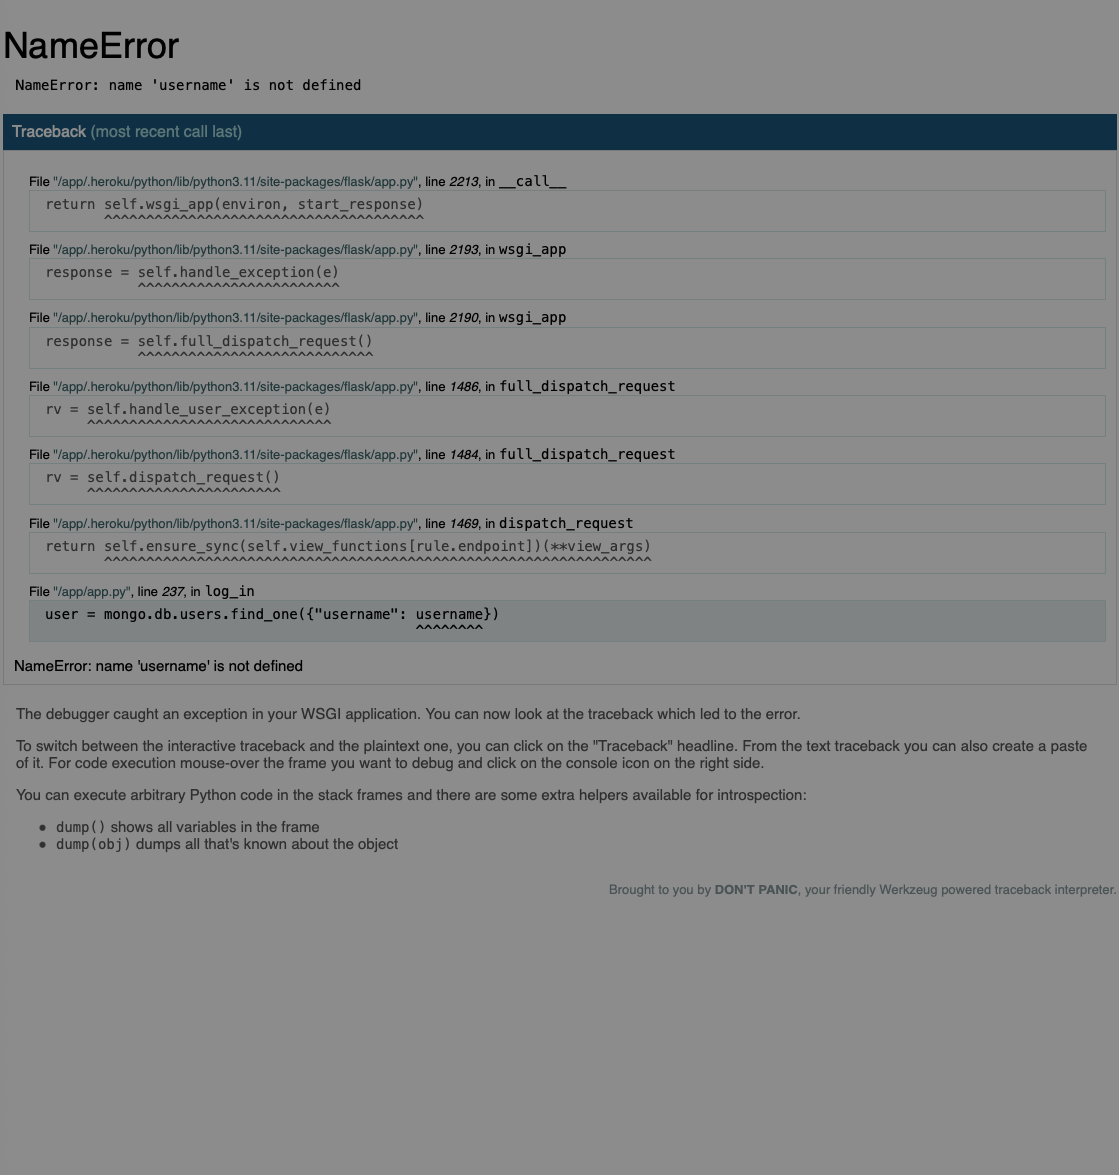 NameError
NameError: name 'username' is not defined
Traceback (most recent call last)
File "/app/.heroku/python/lib/python3.11/site-packages/flask/app.py", line 2213, in __call__
return self.wsgi_app(environ, start_response)
^^^^^^^^^^^^^^^^^^^^^^^^^^^^^^^^^^^^^^
File "/app/.heroku/python/lib/python3.11/site-packages/flask/app.py", line 2193, in wsgi_app
response = self.handle_exception(e)
^^^^^^^^^^^^^^^^^^^^^^^^
File "/app/.heroku/python/lib/python3.11/site-packages/flask/app.py", line 2190, in wsgi_app
response = self.full_dispatch_request()
^^^^^^^^^^^^^^^^^^^^^^^^^^^^
File "/app/.heroku/python/lib/python3.11/site-packages/flask/app.py", line 1486, in full_dispatch_request
rv = self.handle_user_exception(e)
^^^^^^^^^^^^^^^^^^^^^^^^^^^^^
File "/app/.heroku/python/lib/python3.11/site-packages/flask/app.py", line 1484, in full_dispatch_request
rv = self.dispatch_request()
^^^^^^^^^^^^^^^^^^^^^^^
File "/app/.heroku/python/lib/python3.11/site-packages/flask/app.py", line 1469, in dispatch_request
return self.ensure_sync(self.view_functions[rule.endpoint])(**view_args)
^^^^^^^^^^^^^^^^^^^^^^^^^^^^^^^^^^^^^^^^^^^^^^^^^^^^^^^^^^^^^^^^^
File "/app/app.py", line 237, in log_in
user = mongo.db.users.find_one({"username": username})
^^^^^^^^
NameError: name 'username' is not defined
The debugger caught an exception in your WSGI application. You can now look at the traceback which led to the error.
To switch between the interactive traceback and the plaintext one, you can click on the "Traceback" headline. From the text traceback you can also create a paste
of it. For code execution mouse-over the frame you want to debug and click on the console icon on the right side.
You can execute arbitrary Python code in the stack frames and there are some extra helpers available for introspection:
• dump() shows all variables in the frame
• dump(obj) dumps all that's known about the object
Brought to you by DON'T PANIC, your friendly Werkzeug powered traceback interpreter.